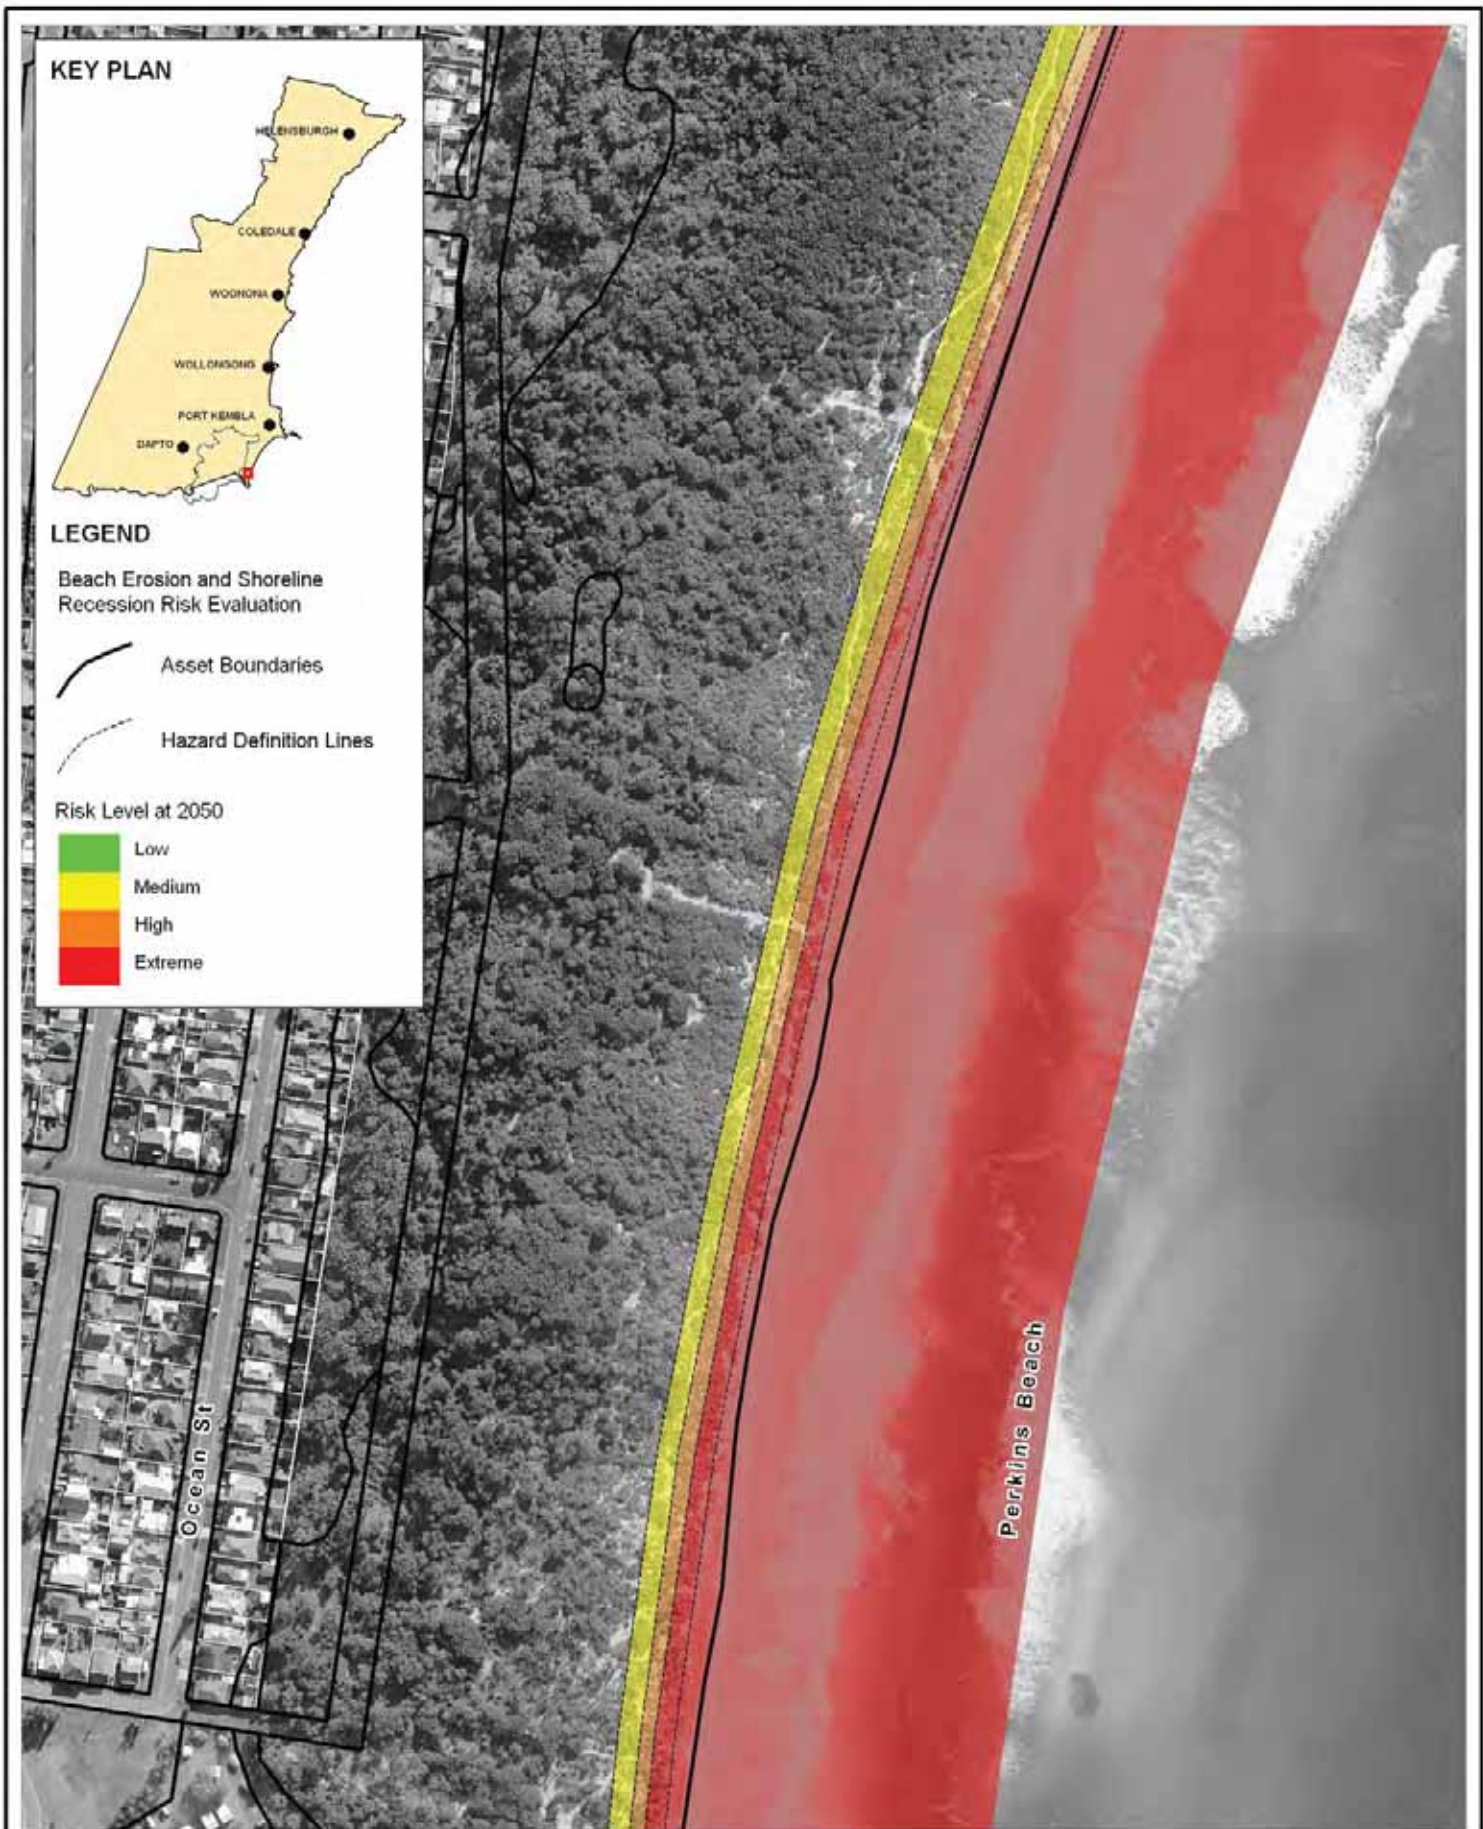 KEY PLAN
HELENSBURGH
COLEDALE
WOONONA
WOLLONGONG
PORT KEMBLA
DAPTO
LEGEND
Beach Erosion and Shoreline
Recession Risk Evaluation
Asset Boundaries
Hazard Definition Lines
Risk Level at 2050
Low
Medium
High
Extreme
Ocean St
Perkins Beach